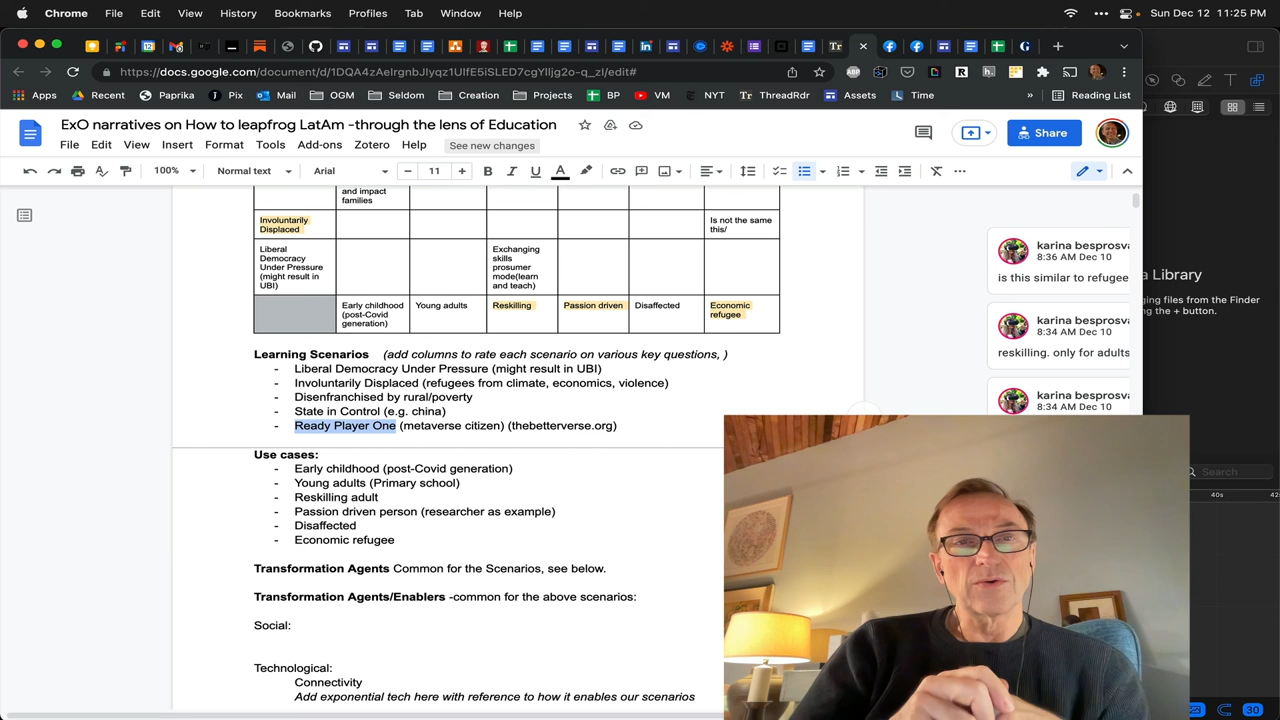 Chrome File Edit View History Bookmarks Profiles Tab Window Help Sun Dec 12 11:25 PM
https://docs.google.com/document/d/1DQA4zAelrgnbJlyqz1UIfE5iSLED7cgYlljg2o-q_zl/edit#
Apps Recent Paprika Pix Mail OGM Seldom Creation Projects BP VM NYT ThreadRdr Assets Time Reading List
ExO narratives on How to leapfrog LatAm -through the lens of Education
File Edit View Insert Format Tools Add-ons Zotero Help See new changes
Share
100% Normal text Arial 11
and impact
families
Involuntarily
Displaced
Is not the same
this/
Liberal
Democracy
Under Pressure
(might result in
UBI)
Exchanging
skills
prosumer
mode(learn
and teach)
Early childhood
(post-Covid
generation)
Young adults
Reskilling
Passion driven
Disaffected
Economic
refugee
Learning Scenarios (add columns to rate each scenario on various key questions, )
- Liberal Democracy Under Pressure (might result in UBI)
- Involuntarily Displaced (refugees from climate, economics, violence)
- Disenfranchised by rural/poverty
- State in Control (e.g. china)
- Ready Player One (metaverse citizen) (thebetterverse.org)
Use cases:
- Early childhood (post-Covid generation)
- Young adults (Primary school)
- Reskilling adult
- Passion driven person (researcher as example)
- Disaffected
- Economic refugee
Transformation Agents Common for the Scenarios, see below.
Transformation Agents/Enablers -common for the above scenarios:
Social:
Technological:
Connectivity
Add exponential tech here with reference to how it enables our scenarios
karina besprosva
8:36 AM Dec 10
is this similar to refugee
karina besprosva
8:34 AM Dec 10
reskilling. only for adults
karina besprosva
8:34 AM Dec 10
Library
ging files from the Finder
ng the + button.
Search
40s
30